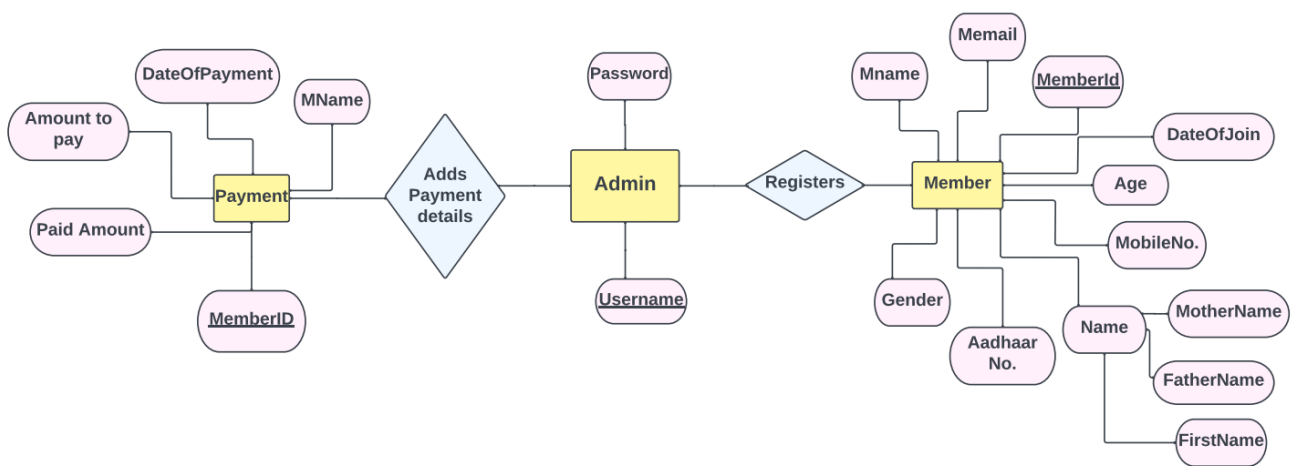 Memail
DateOfPayment
Password
Mname
MemberId
MName
Amount to
pay
DateOfJoin
Adds
Payment
details
Admin
Registers
Member
Age
Payment
Paid Amount
MobileNo.
Gender
Username
MemberID
Name
MotherName
Aadhaar
No.
FatherName
FirstName